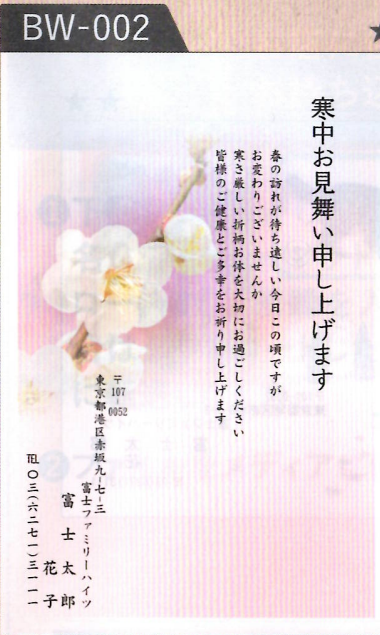 BW-002
寒中お見舞い申し上げます
春の訪れが待ち遠しい今日この頃ですが
お変わりございませんか
寒さ厳しい折柄お体を大切にお過ごしください
皆様のご健康とご多幸をお祈り申し上げます
〒107-0052
東京都港区赤坂九-七-三
富士ファミリーハイツ
富士太郎
花子
TEL〇三(六二七一)三一一一